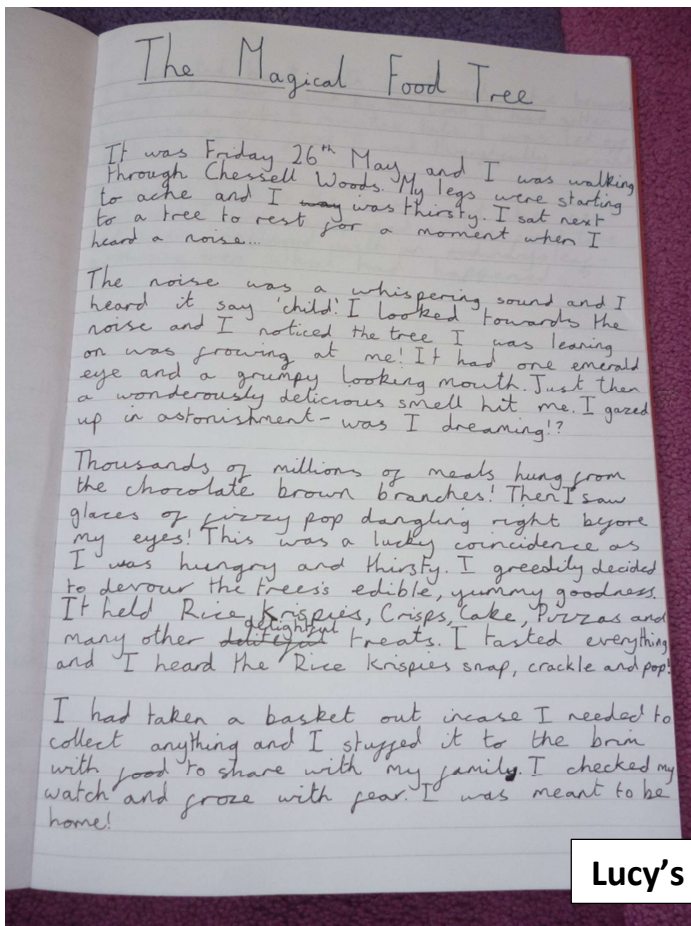 The Magical Food Tree
It was Friday 26th May and I was walking
through Chessell Woods. My legs were starting
to ache and I way was thirsty. I sat next
to a tree to rest for a moment when I
heard a noise...
The noise was a whispering sound and I
heard it say 'child'. I looked towards the
noise and I noticed the tree I was leaning
on was frowing at me! It had one emerald
eye and a grumpy looking mouth. Just then
a wonderously delicious smell hit me. I gazed
up in astonishment - was I dreaming!?
Thousands of millions of meals hung from
the chocolate brown branches! Then I saw
glaces of fizzy pop dangling right before
my eyes! This was a lucky coincidence as
I was hungry and thirsty. I greedily decided
to devour the trees's edible, yummy goodness.
It held Rice Krispies, Crisps, Cake, Pizzas and
many other deliteful delightful treats. I tasted everything
and I heard the Rice Krispies snap, crackle and pop!
I had taken a basket out incase I needed to
collect anything and I stuffed it to the brim
with food to share with my family. I checked my
watch and froze with fear. I was meant to be
home!
Lucy's